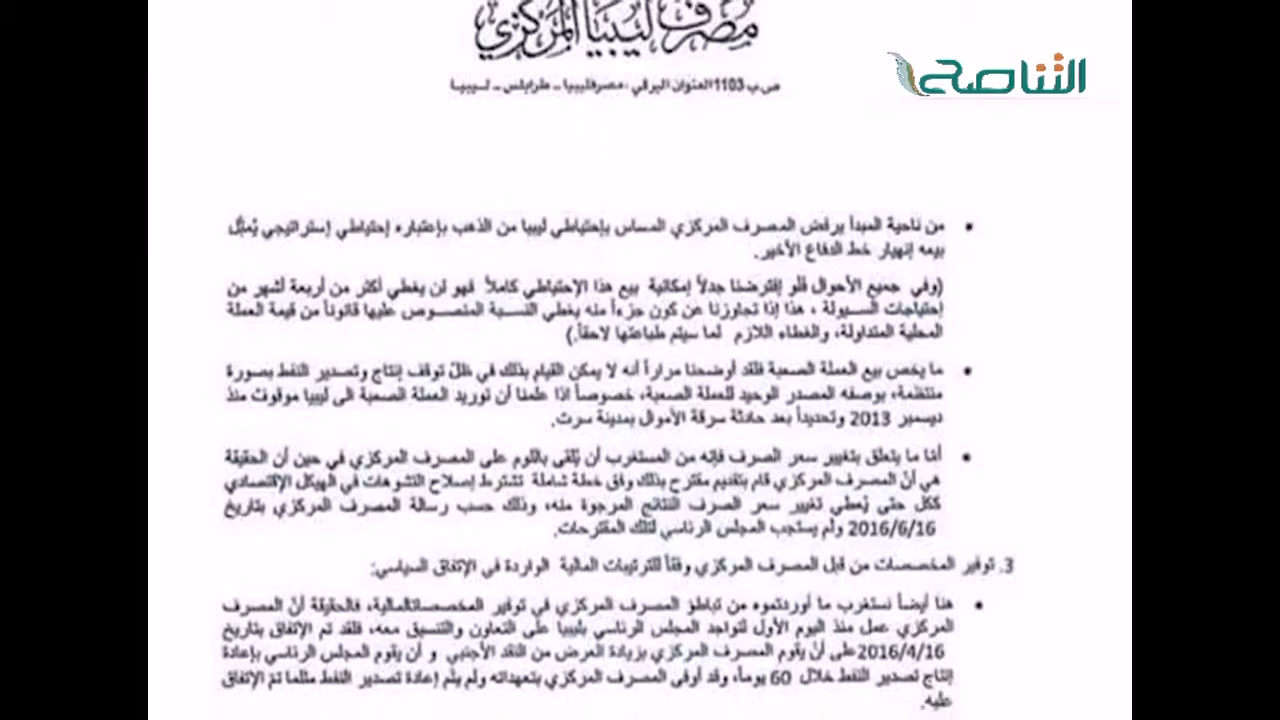 مصرف ليبيا المركزي
التناصح
ص.ب 1103 العنوان البرقي : مصرفليبيا – طرابلس – ليبيا
• من ناحية المبدأ يرفض المصرف المركزي المساس بإحتياطي ليبيا من الذهب بإعتباره إحتياطي إستراتيجي يُمثّل
بيعه إنهيار خط الدفاع الأخير.
(وفي جميع الأحوال فلو إفترضنا جدلاً إمكانية بيع هذا الإحتياطي كاملاً فهو لن يغطي أكثر من أربعة أشهر من
إحتياجات السيولة ، هذا إذا تجاوزنا عن كون جزءاً منه يغطي النسبة المنصوص عليها قانوناً من قيمة العملة
المحلية المتداولة، والغطاء اللازم لما سيتم طباعتها لاحقاً.)
• ما يخص بيع العملة الصعبة فلقد أوضحنا مراراً أنه لا يمكن القيام بذلك في ظلّ توقف إنتاج وتصدير النفط بصورة
منتظمة، بوصفه المصدر الوحيد للعملة الصعبة، خصوصاً اذا علمنا أن توريد العملة الصعبة الى ليبيا موقوف منذ
ديسمبر 2013 وتحديداً بعد حادثة سرقة الأموال بمدينة سرت.
• أمّا ما يتعلق بتغيير سعر الصرف فإنه من المستغرب أن يُلقى باللوم على المصرف المركزي في حين أن الحقيقة
هي أنّ المصرف المركزي قام بتقديم مقترح بذلك وفق خطة شاملة تشترط إصلاح التشوهات في الهيكل الإقتصادي
ككل حتى يُعطي تغيير سعر الصرف النتائج المرجوة منه، وذلك حسب رسالة المصرف المركزي بتاريخ
2016/6/16 ولم يستجب المجلس الرئاسي لتلك المقترحات.
3. توفير المخصصات من قبل المصرف المركزي وفقاً للترتيبات المالية الواردة في الإتفاق السياسي:
• هنا أيضاً نستغرب ما أوردتموه من تباطؤ المصرف المركزي في توفير المخصصاتالمالية، فالحقيقة أنّ المصرف
المركزي عمل منذ اليوم الأول لتواجد المجلس الرئاسي بليبيا على التعاون والتنسيق معه، فلقد تم الإتفاق بتاريخ
2016/4/16على أنّ يقوم المصرف المركزي بزيادة العرض من النقد الأجنبي و أن يقوم المجلس الرئاسي بإعادة
إنتاج تصدير النفط خلال 60 يوماً، وقد أوفى المصرف المركزي بتعهداته ولم يتم إعادة تصدير النفط مثلما تمّ الإتفاق
عليه.